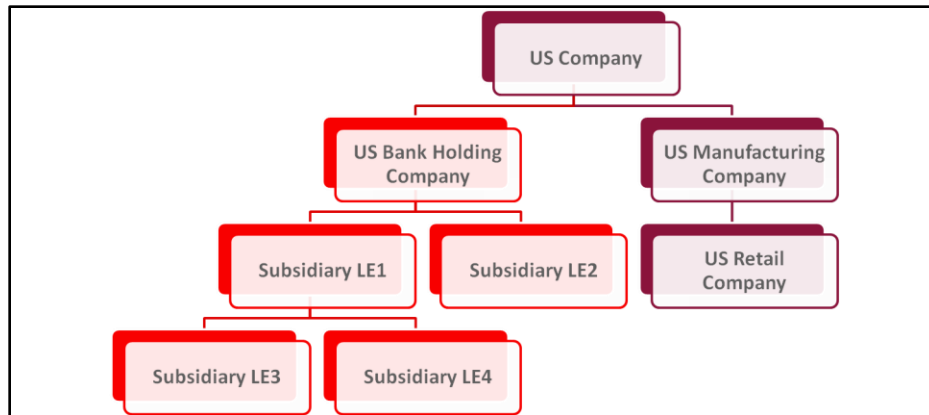 US Company
US Bank Holding
Company
US Manufacturing
Company
Subsidiary LE1
Subsidiary LE2
US Retail
Company
Subsidiary LE3
Subsidiary LE4